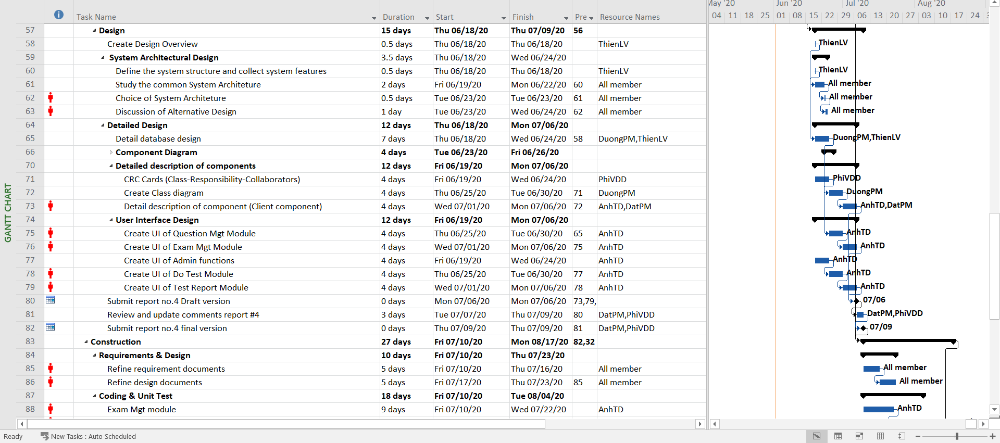 May '20 Jun '20 Jul '20 Aug '20
Task Name Duration Start Finish Pre Resource Names 04 11 18 25 01 08 15 22 29 06 13 20 27 03 10 17 24
57 Design 15 days Thu 06/18/20 Thu 07/09/20 56
58 Create Design Overview 0.5 days Thu 06/18/20 Thu 06/18/20 ThienLV ThienLV
59 System Architectural Design 3.5 days Thu 06/18/20 Wed 06/24/20
60 Define the system structure and collect system features 0.5 days Thu 06/18/20 Thu 06/18/20 ThienLV ThienLV
61 Study the common System Architeture 2 days Fri 06/19/20 Mon 06/22/20 60 All member All member
62 Choice of System Architeture 0.5 days Tue 06/23/20 Tue 06/23/20 61 All member All member
63 Discussion of Alternative Design 1 day Tue 06/23/20 Wed 06/24/20 62 All member All member
64 Detailed Design 12 days Thu 06/18/20 Mon 07/06/20
65 Detail database design 7 days Thu 06/18/20 Wed 06/24/20 58 DuongPM,ThienLV DuongPM,ThienLV
66 Component Diagram 4 days Tue 06/23/20 Fri 06/26/20
70 Detailed description of components 12 days Fri 06/19/20 Mon 07/06/20
71 CRC Cards (Class-Responsibility-Collaborators) 4 days Fri 06/19/20 Wed 06/24/20 PhiVDD PhiVDD
72 Create Class diagram 4 days Thu 06/25/20 Tue 06/30/20 71 DuongPM DuongPM
73 Detail description of component (Client component) 4 days Wed 07/01/20 Mon 07/06/20 72 AnhTD,DatPM AnhTD,DatPM
74 User Interface Design 12 days Fri 06/19/20 Mon 07/06/20
75 Create UI of Question Mgt Module 4 days Thu 06/25/20 Tue 06/30/20 65 AnhTD AnhTD
76 Create UI of Exam Mgt Module 4 days Wed 07/01/20 Mon 07/06/20 75 AnhTD AnhTD
77 Create UI of Admin functions 4 days Fri 06/19/20 Wed 06/24/20 AnhTD AnhTD
78 Create UI of Do Test Module 4 days Thu 06/25/20 Tue 06/30/20 77 AnhTD AnhTD
79 Create UI of Test Report Module 4 days Wed 07/01/20 Mon 07/06/20 78 AnhTD AnhTD
80 Submit report no.4 Draft version 0 days Mon 07/06/20 Mon 07/06/20 73,79, 07/06
81 Review and update comments report #4 3 days Tue 07/07/20 Thu 07/09/20 80 DatPM,PhiVDD DatPM,PhiVDD
82 Submit report no.4 final version 0 days Thu 07/09/20 Thu 07/09/20 81 DatPM,PhiVDD 07/09
83 Construction 27 days Fri 07/10/20 Mon 08/17/20 82,32
84 Requirements & Design 10 days Fri 07/10/20 Thu 07/23/20
85 Refine requirement documents 5 days Fri 07/10/20 Thu 07/16/20 All member All member
86 Refine design documents 5 days Fri 07/17/20 Thu 07/23/20 85 All member All member
87 Coding & Unit Test 18 days Fri 07/10/20 Tue 08/04/20
88 Exam Mgt module 9 days Fri 07/10/20 Wed 07/22/20 AnhTD AnhTD
GANTT CHART
Ready New Tasks : Auto Scheduled